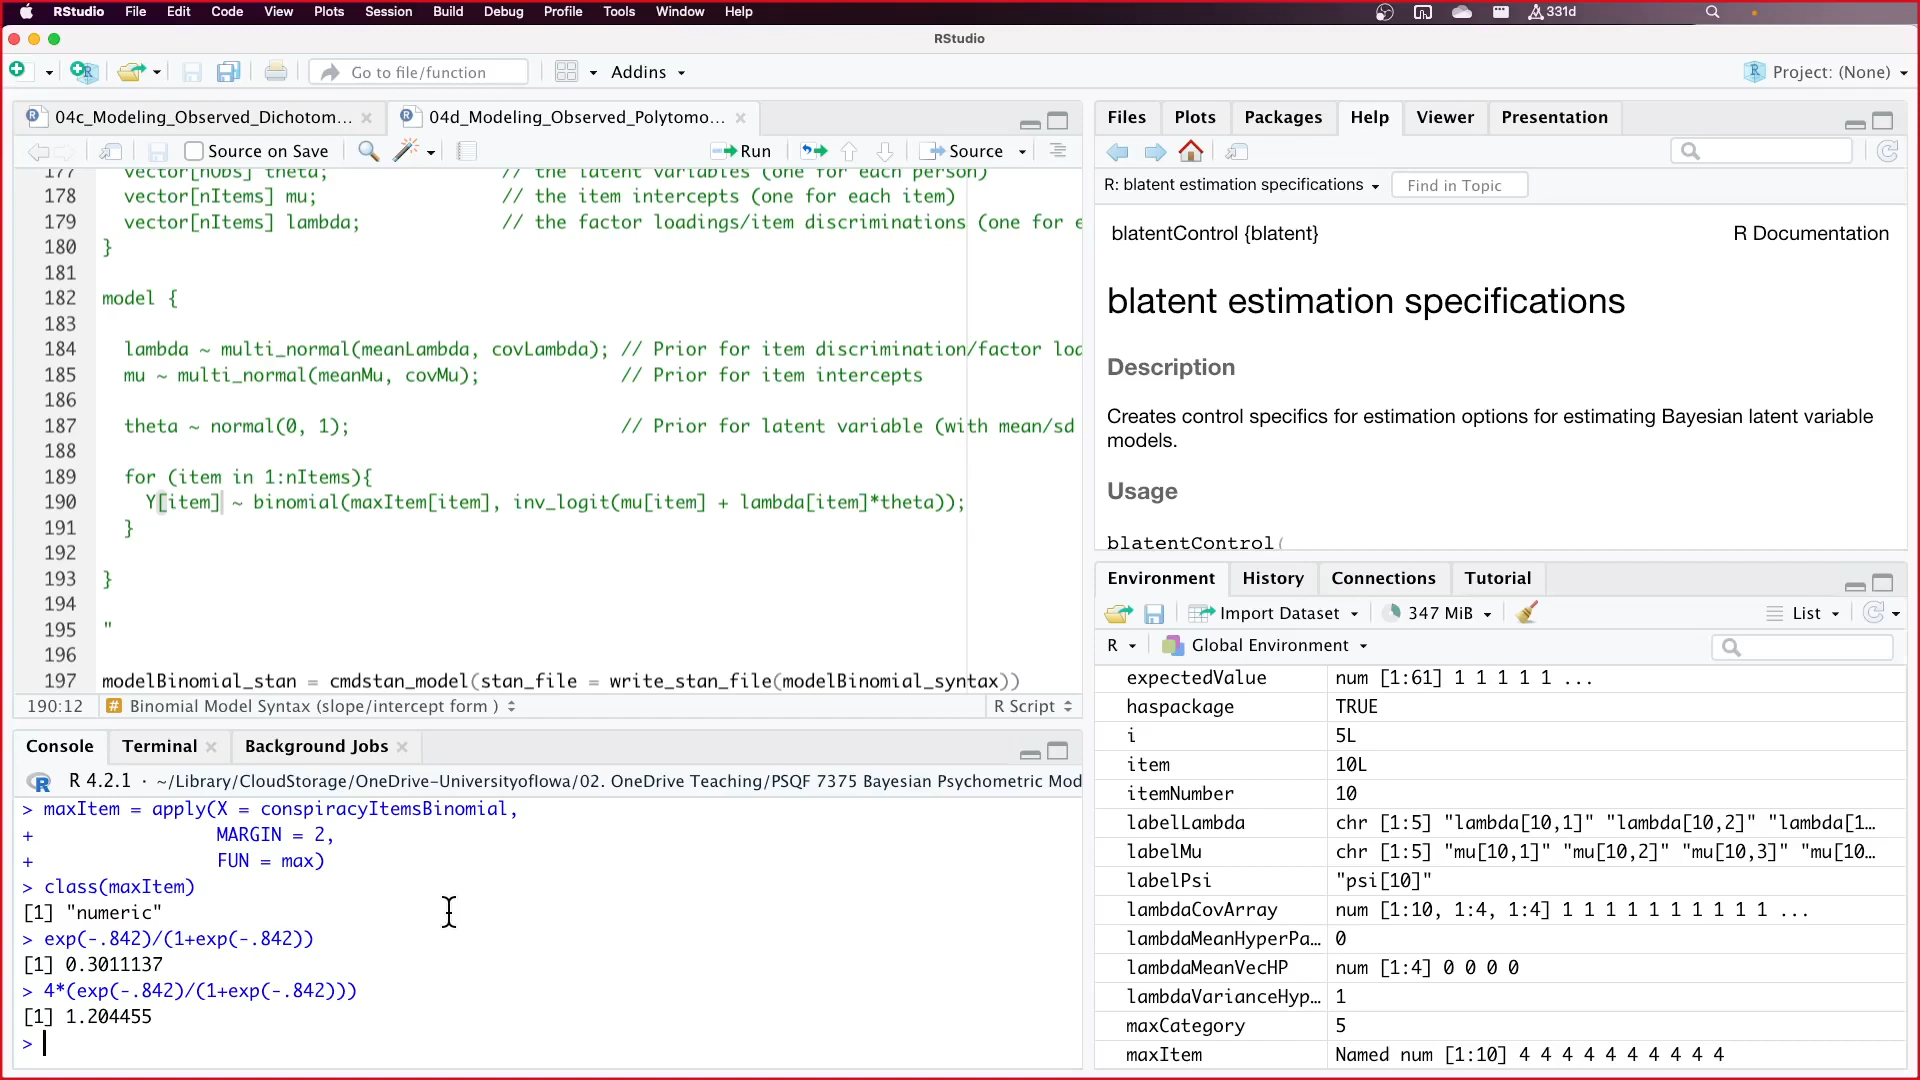 RStudio File Edit Code View Plots Session Build Debug Profile Tools Window Help 331d
RStudio
Go to file/function Addins Project: (None)
04c_Modeling_Observed_Dichotom... 04d_Modeling_Observed_Polytomo...
Source on Save Run Source
177 vector[nObs] theta; // the latent variables (one for each person)
178 vector[nItems] mu; // the item intercepts (one for each item)
179 vector[nItems] lambda; // the factor loadings/item discriminations (one for e
180 }
181
182 model {
183
184 lambda ~ multi_normal(meanLambda, covLambda); // Prior for item discrimination/factor loa
185 mu ~ multi_normal(meanMu, covMu); // Prior for item intercepts
186
187 theta ~ normal(0, 1); // Prior for latent variable (with mean/sd
188
189 for (item in 1:nItems){
190 Y[item] ~ binomial(maxItem[item], inv_logit(mu[item] + lambda[item]*theta));
191 }
192
193 }
194
195 "
196
197 modelBinomial_stan = cmdstan_model(stan_file = write_stan_file(modelBinomial_syntax))
190:12 # Binomial Model Syntax (slope/intercept form ) R Script
Console Terminal Background Jobs
R 4.2.1 · ~/Library/CloudStorage/OneDrive-UniversityofIowa/02. OneDrive Teaching/PSQF 7375 Bayesian Psychometric Mod
> maxItem = apply(X = conspiracyItemsBinomial,
+ MARGIN = 2,
+ FUN = max)
> class(maxItem)
[1] "numeric"
> exp(-.842)/(1+exp(-.842))
[1] 0.3011137
> 4*(exp(-.842)/(1+exp(-.842)))
[1] 1.204455
>
Files Plots Packages Help Viewer Presentation
R: blatent estimation specifications Find in Topic
blatentControl {blatent} R Documentation
blatent estimation specifications
Description
Creates control specifics for estimation options for estimating Bayesian latent variable
models.
Usage
blatentControl(
Environment History Connections Tutorial
Import Dataset 347 MiB List
R Global Environment
expectedValue num [1:61] 1 1 1 1 1 ...
haspackage TRUE
i 5L
item 10L
itemNumber 10
labelLambda chr [1:5] "lambda[10,1]" "lambda[10,2]" "lambda[1...
labelMu chr [1:5] "mu[10,1]" "mu[10,2]" "mu[10,3]" "mu[10...
labelPsi "psi[10]"
lambdaCovArray num [1:10, 1:4, 1:4] 1 1 1 1 1 1 1 1 1 1 ...
lambdaMeanHyperPa... 0
lambdaMeanVecHP num [1:4] 0 0 0 0
lambdaVarianceHyp... 1
maxCategory 5
maxItem Named num [1:10] 4 4 4 4 4 4 4 4 4 4